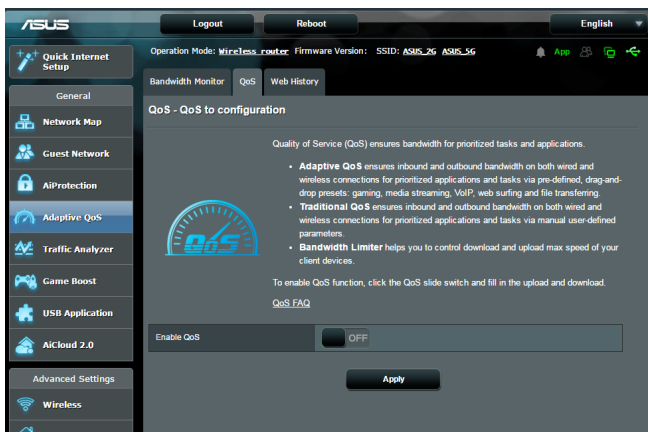 ASUS
Logout
Reboot
English
Quick Internet
Setup
Operation Mode: Wireless router Firmware Version: SSID: ASUS_2G ASUS_5G
App
Bandwidth Monitor
QoS
Web History
General
Network Map
Guest Network
AiProtection
Adaptive QoS
Traffic Analyzer
Game Boost
USB Application
AiCloud 2.0
Advanced Settings
Wireless
QoS - QoS to configuration
Quality of Service (QoS) ensures bandwidth for prioritized tasks and applications.
Adaptive QoS ensures inbound and outbound bandwidth on both wired and
wireless connections for prioritized applications and tasks via pre-defined, drag-and-
drop presets: gaming, media streaming, VoIP, web surfing and file transferring.
Traditional QoS ensures inbound and outbound bandwidth on both wired and
wireless connections for prioritized applications and tasks via manual user-defined
parameters.
Bandwidth Limiter helps you to control download and upload max speed of your
client devices.
QoS
To enable QoS function, click the QoS slide switch and fill in the upload and download.
QoS FAQ
Enable QoS
OFF
Apply